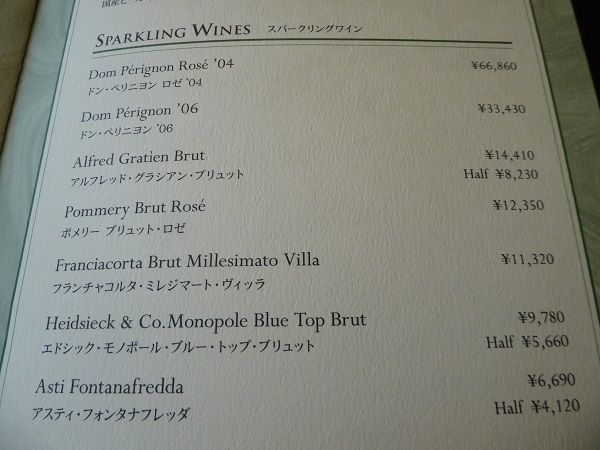 SPARKLING WINES スパークリングワイン
Dom Pérignon Rosé ’04 ¥66,860
ドン・ペリニヨン ロゼ ’04
Dom Pérignon ’06 ¥33,430
ドン・ペリニヨン ’06
Alfred Gratien Brut ¥14,410
アルフレッド・グラシアン・ブリュット Half ¥8,230
Pommery Brut Rosé ¥12,350
ポメリー ブリュット・ロゼ
Franciacorta Brut Millesimato Villa ¥11,320
フランチャコルタ・ミレジマート・ヴィッラ
Heidsieck & Co.Monopole Blue Top Brut ¥9,780
エドシック・モノポール・ブルー・トップ・ブリュット Half ¥5,660
Asti Fontanafredda ¥6,690
アスティ・フォンタナフレッダ Half ¥4,120